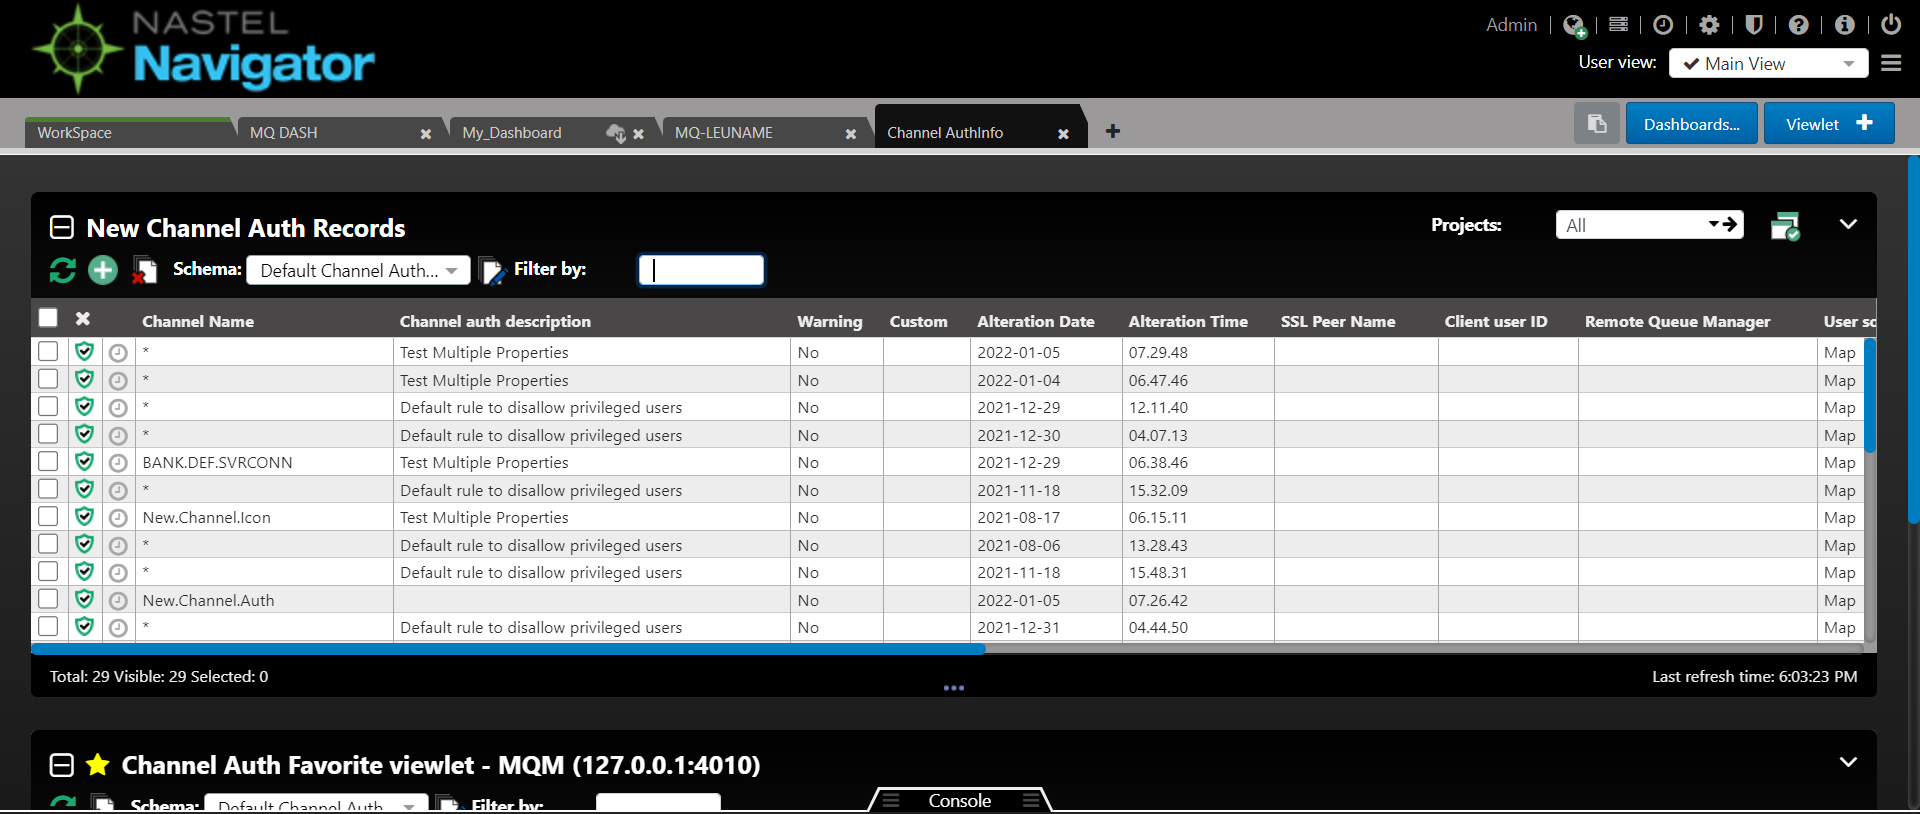 NASTEL
Navigator
Admin
User view: Main View
WorkSpace MQ DASH My_Dashboard MQ-LEUNAME Channel AuthInfo
Dashboards... Viewlet
New Channel Auth Records Projects: All
Schema: Default Channel Auth... Filter by:
Channel Name Channel auth description Warning Custom Alteration Date Alteration Time SSL Peer Name Client user ID Remote Queue Manager User sc
* Test Multiple Properties No 2022-01-05 07.29.48 Map
* Test Multiple Properties No 2022-01-04 06.47.46 Map
* Default rule to disallow privileged users No 2021-12-29 12.11.40 Map
* Default rule to disallow privileged users No 2021-12-30 04.07.13 Map
BANK.DEF.SVRCONN Test Multiple Properties No 2021-12-29 06.38.46 Map
* Default rule to disallow privileged users No 2021-11-18 15.32.09 Map
New.Channel.Icon Test Multiple Properties No 2021-08-17 06.15.11 Map
* Default rule to disallow privileged users No 2021-08-06 13.28.43 Map
* Default rule to disallow privileged users No 2021-11-18 15.48.31 Map
New.Channel.Auth No 2022-01-05 07.26.42 Map
* Default rule to disallow privileged users No 2021-12-31 04.44.50 Map
Total: 29 Visible: 29 Selected: 0 Last refresh time: 6:03:23 PM
Channel Auth Favorite viewlet - MQM (127.0.0.1:4010)
Schema: Default Channel Auth Filter by:
Console